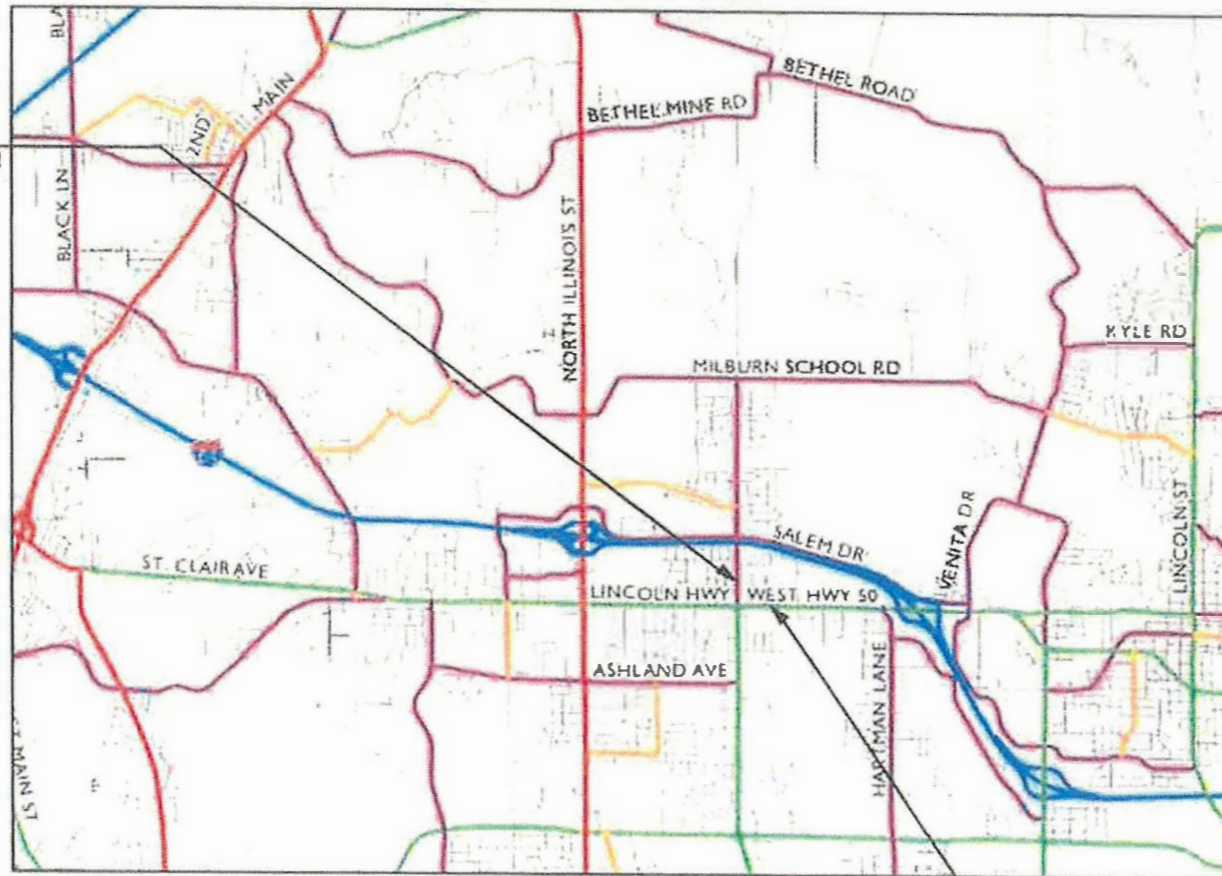 BLA
MAIN
2ND
BETHEL ROAD
BETHEL MINE RD
BLACK LN
NORTH ILLINOIS ST
KYLE RD
MILBURN SCHOOL RD
SALEM DR
VENITA DR
LINCOLN ST
ST. CLAIR AVE
LINCOLN HWY
WEST HWY 50
ASHLAND AVE
HARTMAN LANE
T MAIN ST